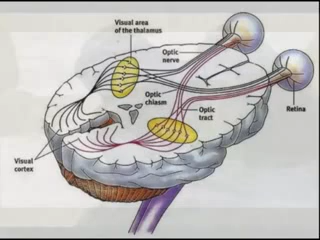 Visual area
of the thalamus
Optic
nerve
Optic
chiasm
Optic
tract
Retina
Visual
cortex